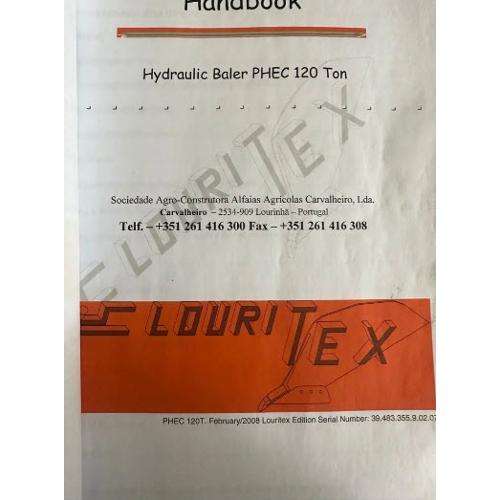 Handbook
Hydraulic Baler PHEC 120 Ton
LOURITEX
Sociedade Agro-Construtora Alfaias Agrícolas Carvalheiro, Lda.
Carvalheiro – 2534-909 Lourinhã – Portugal
Telf. – +351 261 416 300 Fax – +351 261 416 308
LOURITEX
PHEC 120T. February/2008 Louritex Edition Serial Number: 39.483.355.9.02.07